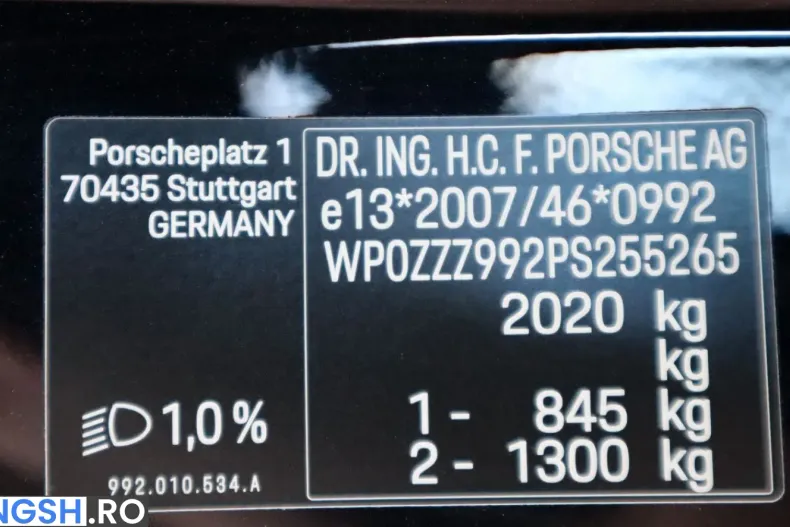 Porscheplatz 1
70435 Stuttgart
GERMANY
DR. ING. H.C. F. PORSCHE AG
e13*2007/46*0992
WP0ZZZ992PS255265
2020 kg
kg
1 - 845 kg
2 - 1300 kg
1,0 %
992.010.534.A
NGSH.RO